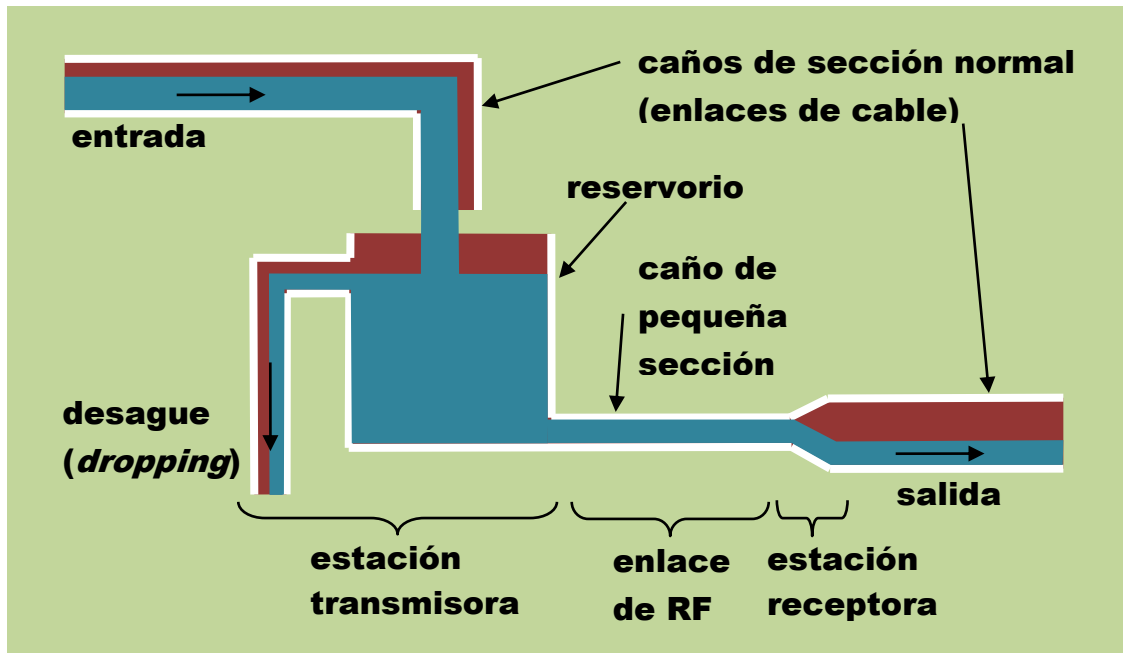 caños de sección normal
(enlaces de cable)
entrada
reservorio
caño de
pequeña
sección
desague
(dropping)
salida
estación
transmisora
enlace
de RF
estación
receptora